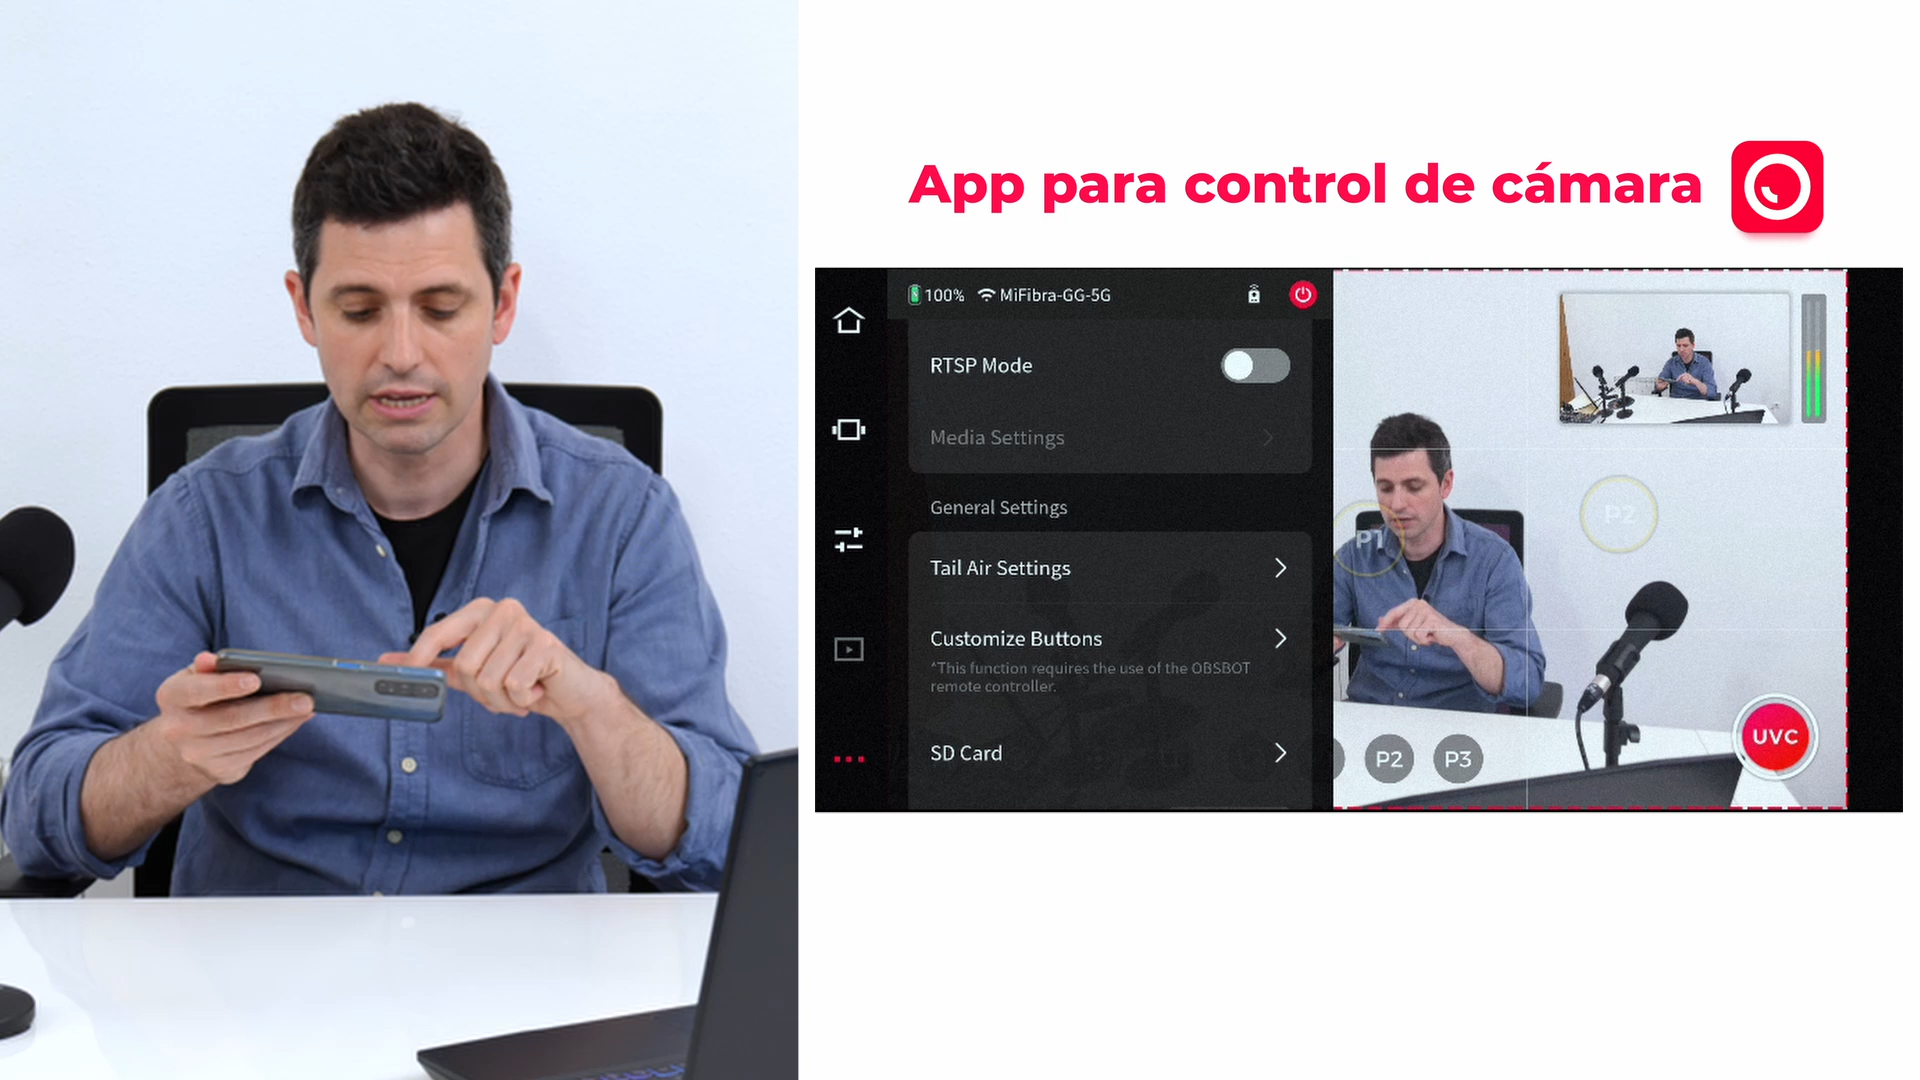 App para control de cámara
100% MiFibra-GG-5G
RTSP Mode
Media Settings
General Settings
Tail Air Settings
Customize Buttons
*This function requires the use of the OBSBOT
remote controller.
SD Card
P1
P2
P2
P3
UVC